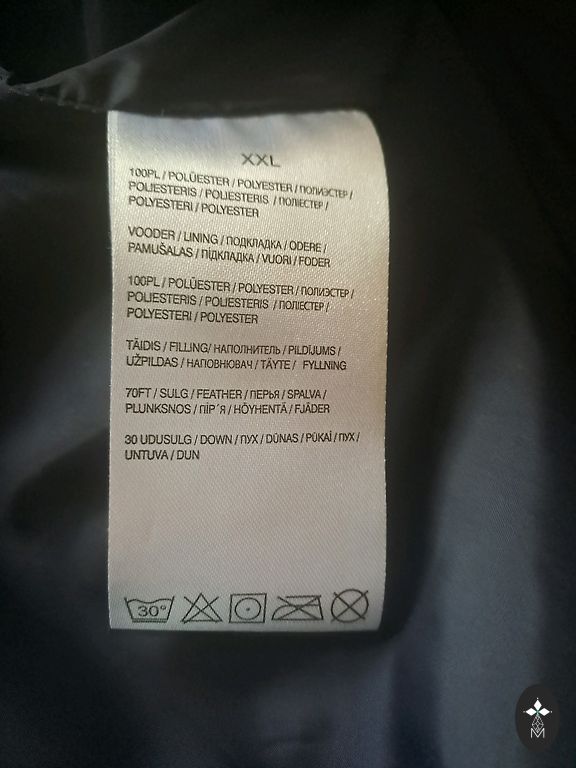 XXL
100PL / POLÜESTER / POLYESTER / ПОЛИЭСТЕР /
POLIESTERIS / POLIESTERIS / ПОЛІЕСТЕР /
POLYESTERI / POLYESTER
VOODER / LINING / ПОДКЛАДКА / ODERE /
PAMUŠALAS / ПІДКЛАДКА / VUORI / FODER
100PL / POLÜESTER / POLYESTER / ПОЛИЭСТЕР /
POLIESTERIS / POLIESTERIS / ПОЛІЕСТЕР /
POLYESTERI / POLYESTER
TÄIDIS / FILLING/ НАПОЛНИТЕЛЬ / PILDĪJUMS /
UŽPILDAS / НАПОВНЮВАЧ / TÄYTE / FYLLNING
70FT / SULG / FEATHER / ПЕРЬЯ / SPALVA /
PLUNKSNOS / ПІР´Я / HÖYHENTÄ / FJÄDER
30 UDUSULG / DOWN / ПУХ / DŪNAS / PŪKAI / ПУХ /
UNTUVA / DUN
30°